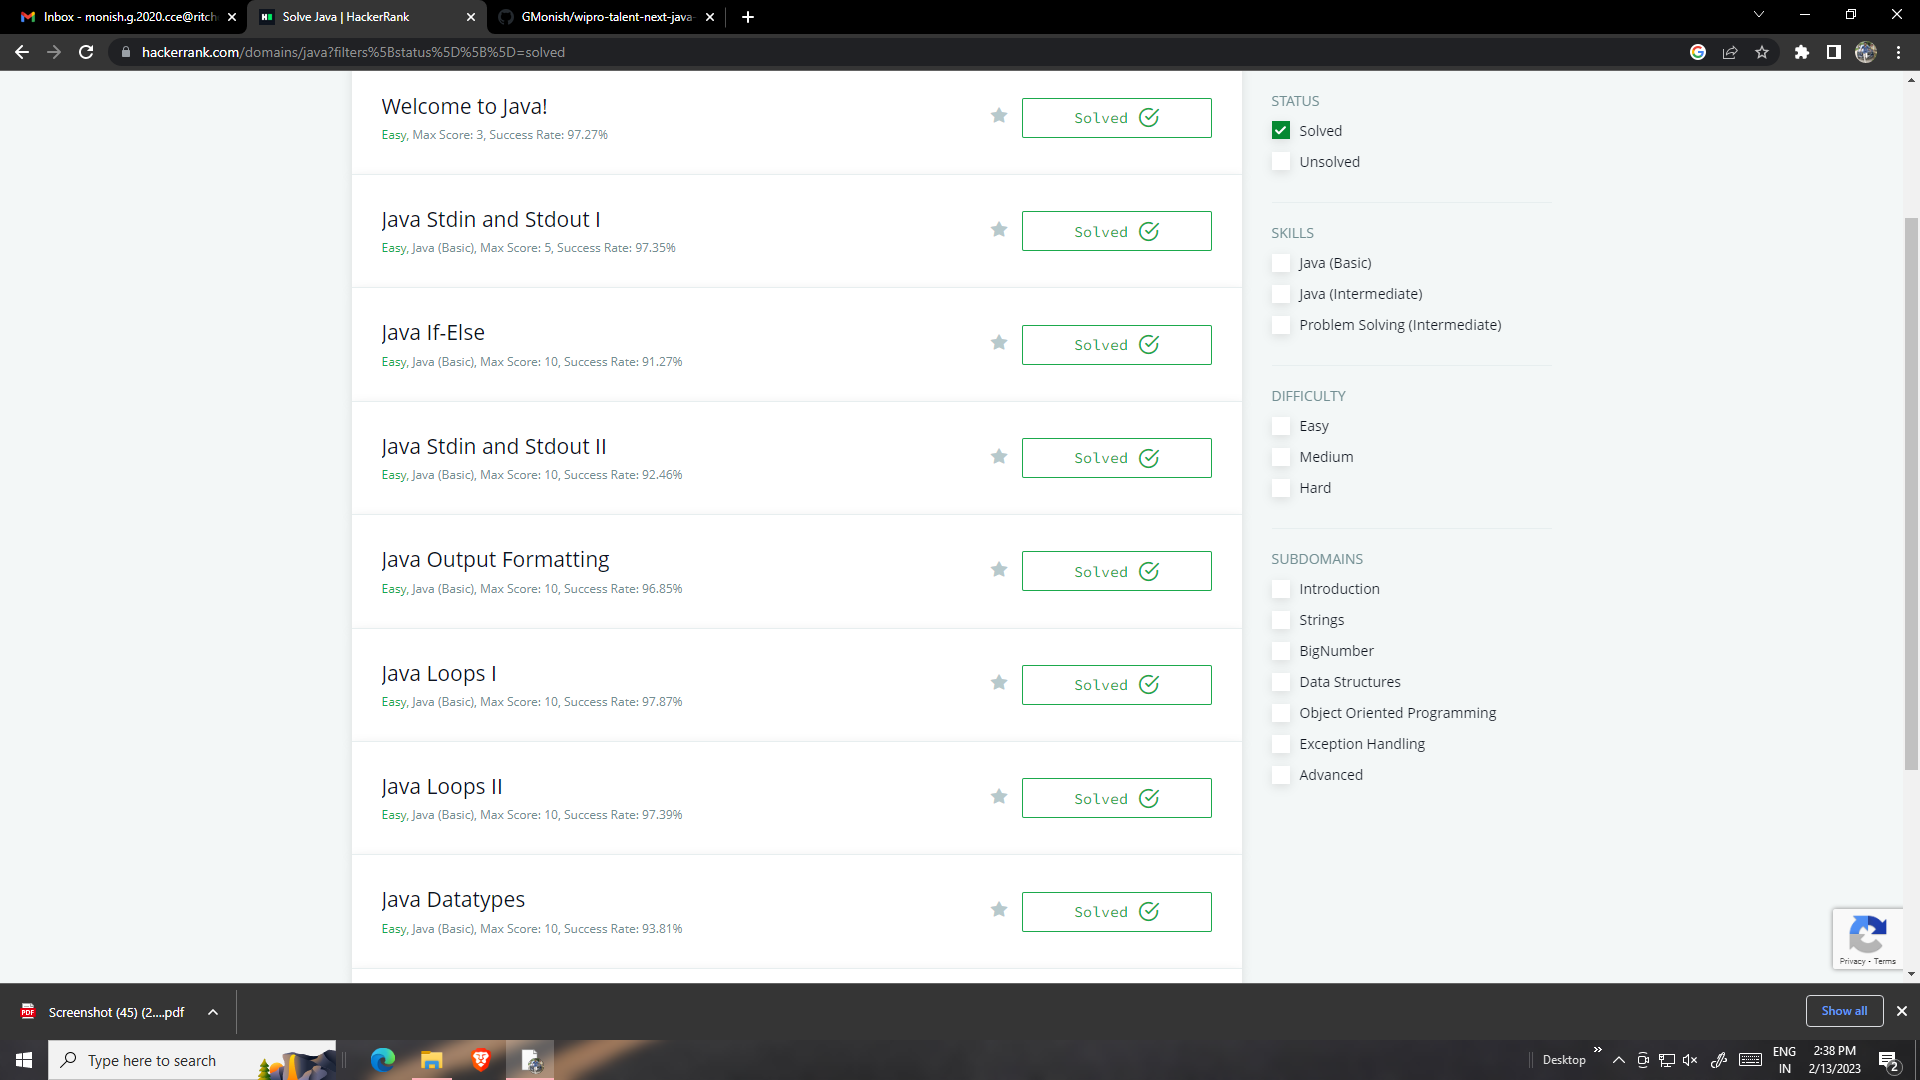 Inbox - monish.g.2020.cce@ritch
Solve Java | HackerRank
GMonish/wipro-talent-next-java-
hackerrank.com/domains/java?filters%5Bstatus%5D%5B%5D=solved
Welcome to Java!
Easy, Max Score: 3, Success Rate: 97.27%
Solved
Java Stdin and Stdout I
Easy, Java (Basic), Max Score: 5, Success Rate: 97.35%
Solved
Java If-Else
Easy, Java (Basic), Max Score: 10, Success Rate: 91.27%
Solved
Java Stdin and Stdout II
Easy, Java (Basic), Max Score: 10, Success Rate: 92.46%
Solved
Java Output Formatting
Easy, Java (Basic), Max Score: 10, Success Rate: 96.85%
Solved
Java Loops I
Easy, Java (Basic), Max Score: 10, Success Rate: 97.87%
Solved
Java Loops II
Easy, Java (Basic), Max Score: 10, Success Rate: 97.39%
Solved
Java Datatypes
Easy, Java (Basic), Max Score: 10, Success Rate: 93.81%
Solved
STATUS
Solved
Unsolved
SKILLS
Java (Basic)
Java (Intermediate)
Problem Solving (Intermediate)
DIFFICULTY
Easy
Medium
Hard
SUBDOMAINS
Introduction
Strings
BigNumber
Data Structures
Object Oriented Programming
Exception Handling
Advanced
Privacy - Terms
PDF
Screenshot (45) (2....pdf
Show all
Type here to search
Desktop
ENG
IN
2:38 PM
2/13/2023
2